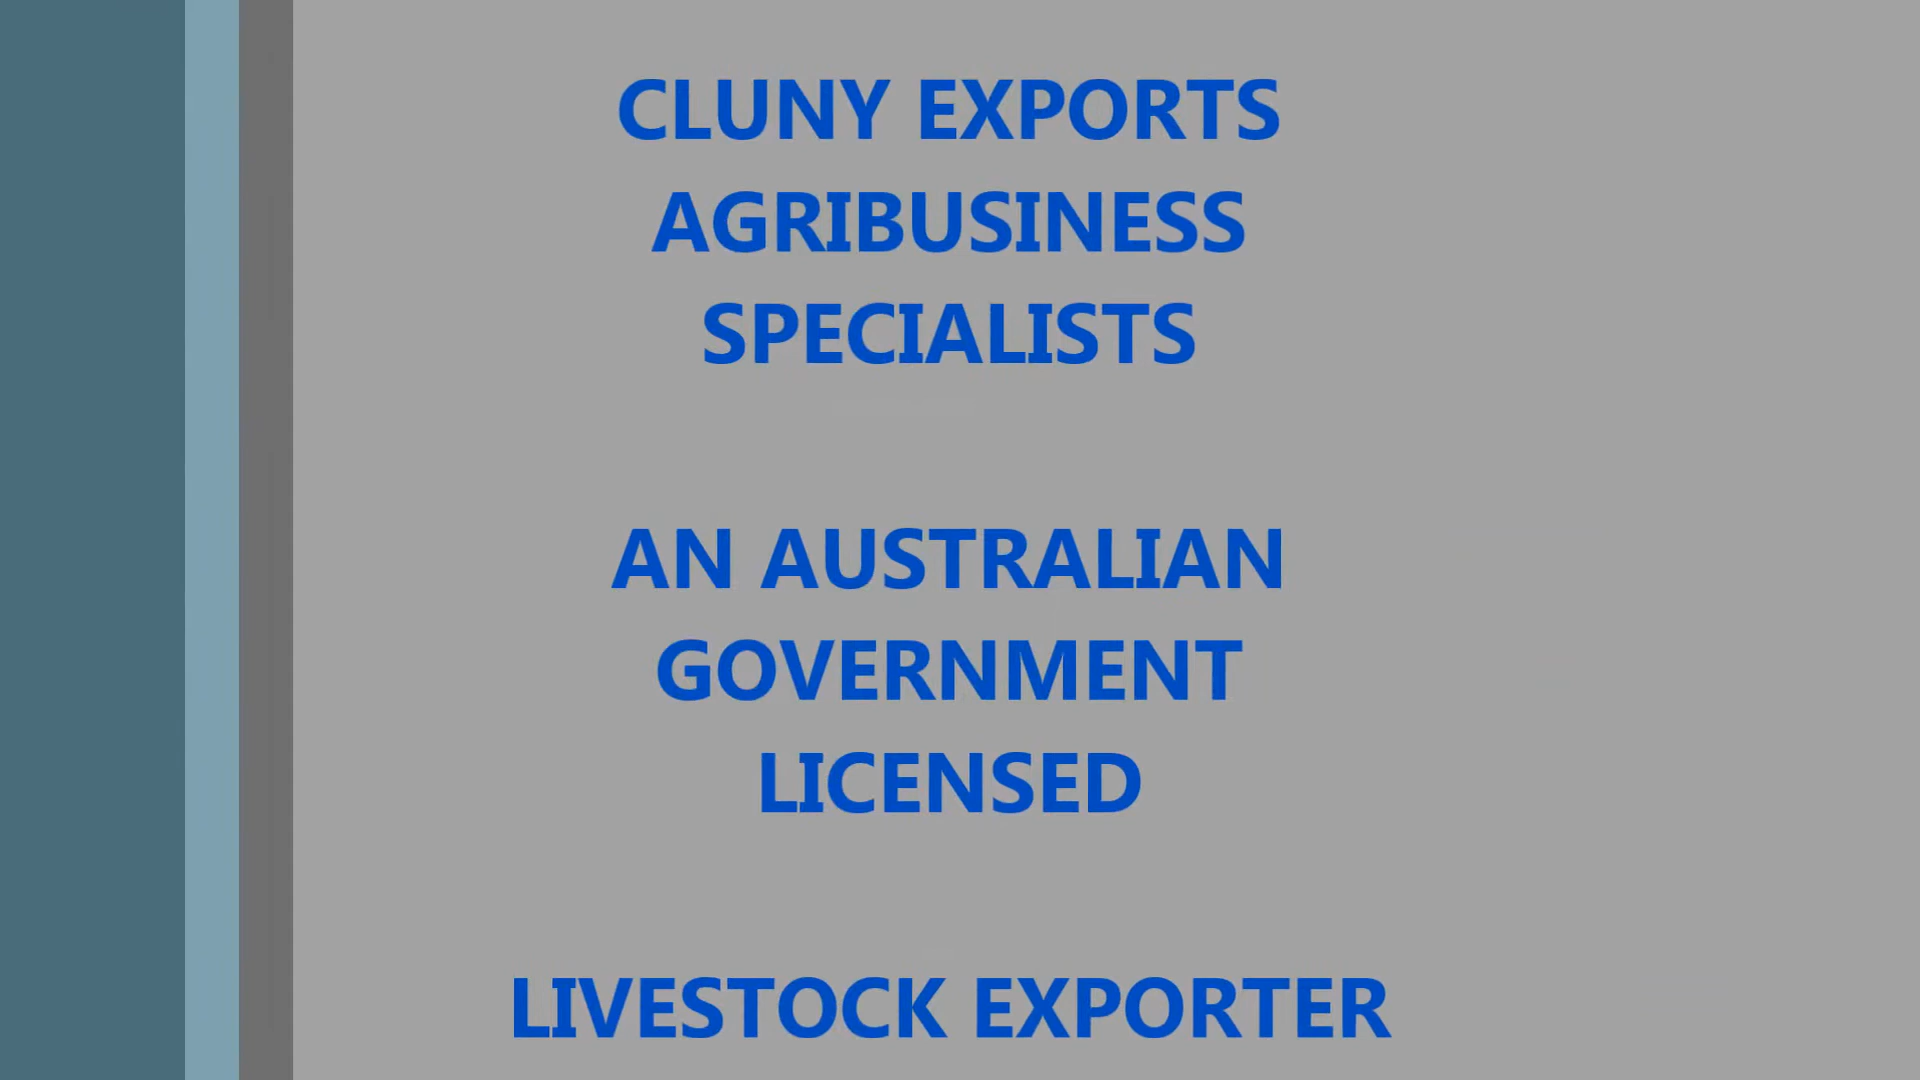 CLUNY EXPORTS
AGRIBUSINESS
SPECIALISTS
AN AUSTRALIAN
GOVERNMENT
LICENSED
LIVESTOCK EXPORTER